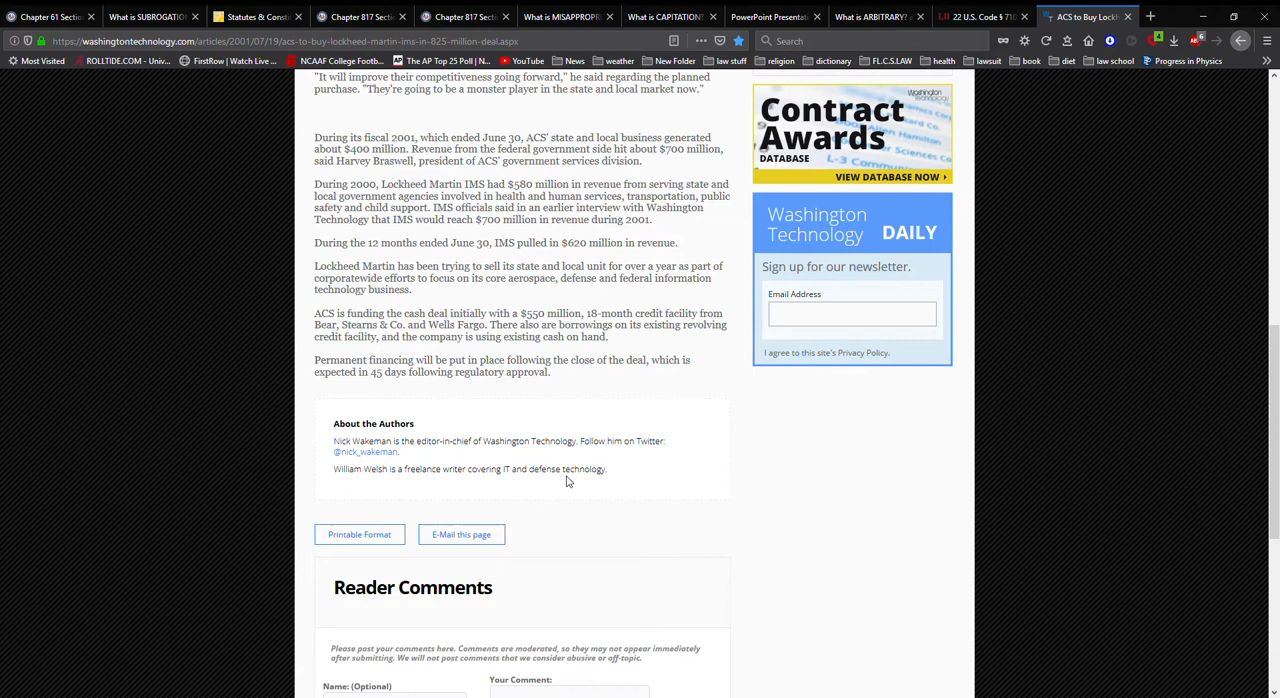 Chapter 61 Secti
What is SUBROGATIO
Statutes & Consti
Chapter 817 Secti
Chapter 817 Secti
What is MISAPPROPR
What is CAPITATION?
PowerPoint Presentati
What is ARBITRARY? d
22 U.S. Code § 710
ACS to Buy Lockh
https://washingtontechnology.com/articles/2001/07/19/acs-to-buy-lockheed-martin-ims-in-825-million-deal.aspx
Search
4
6
Most Visited
ROLLTIDE.COM - Univ...
FirstRow | Watch Live ...
NCAAF College Footb...
AP The AP Top 25 Poll | N...
YouTube
News
weather
New Folder
law stuff
religion
dictionary
FL.C.S.LAW
health
lawsuit
book
diet
law school
Progress in Physics
"It will improve their competitiveness going forward," he said regarding the planned
purchase. "They're going to be a monster player in the state and local market now."
During its fiscal 2001, which ended June 30, ACS' state and local business generated
about $400 million. Revenue from the federal government side hit about $700 million,
said Harvey Braswell, president of ACS' government services division.
During 2000, Lockheed Martin IMS had $580 million in revenue from serving state and
local government agencies involved in health and human services, transportation, public
safety and child support. IMS officials said in an earlier interview with Washington
Technology that IMS would reach $700 million in revenue during 2001.
During the 12 months ended June 30, IMS pulled in $620 million in revenue.
Lockheed Martin has been trying to sell its state and local unit for over a year as part of
corporatewide efforts to focus on its core aerospace, defense and federal information
technology business.
ACS is funding the cash deal initially with a $550 million, 18-month credit facility from
Bear, Stearns & Co. and Wells Fargo. There also are borrowings on its existing revolving
credit facility, and the company is using existing cash on hand.
Permanent financing will be put in place following the close of the deal, which is
expected in 45 days following regulatory approval.
About the Authors
Nick Wakeman is the editor-in-chief of Washington Technology. Follow him on Twitter:
@nick_wakeman.
William Welsh is a freelance writer covering IT and defense technology.
Printable Format
E-Mail this page
Reader Comments
Please post your comments here. Comments are moderated, so they may not appear immediately
after submitting. We will not post comments that we consider abusive or off-topic.
Name: (Optional)
Your Comment:
Washington
Technology
Contract
Awards
DATABASE
Allen Hamilton
L-3 Communi
VIEW DATABASE NOW
Washington
Technology DAILY
Sign up for our newsletter.
Email Address
I agree to this site's Privacy Policy.